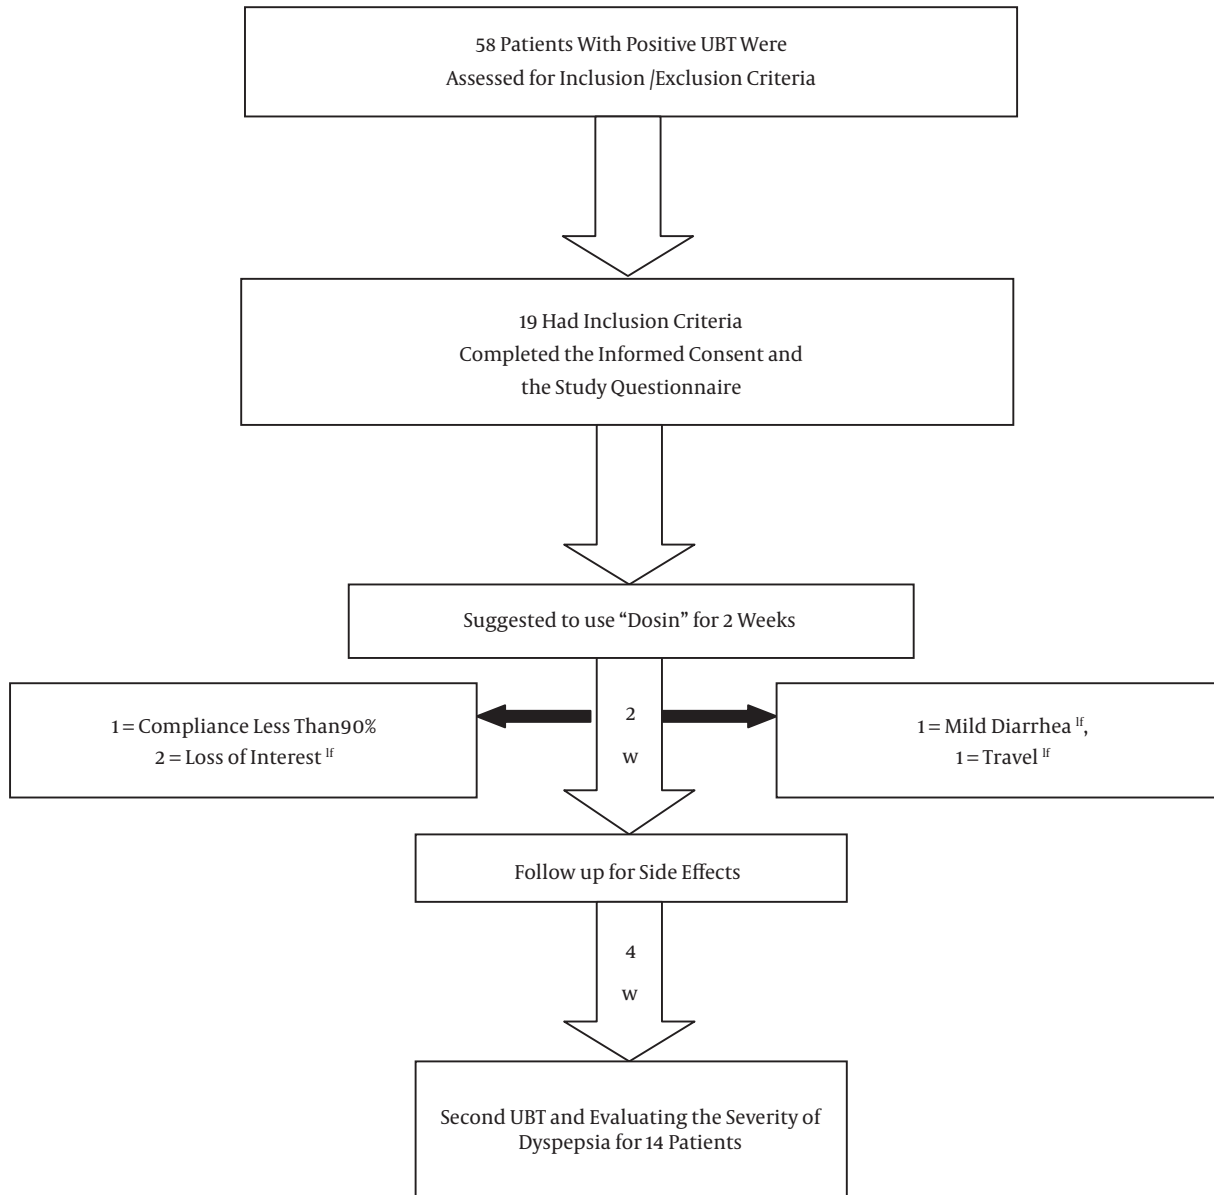 58 Patients With Positive UBT Were
Assessed for Inclusion /Exclusion Criteria
19 Had Inclusion Criteria
Completed the Informed Consent and
the Study Questionnaire
Suggested to use “Dosin” for 2 Weeks
1 = Compliance Less Than90%
2 = Loss of Interest lf
2
w
1 = Mild Diarrhea lf,
1 = Travel lf
Follow up for Side Effects
4
w
Second UBT and Evaluating the Severity of
Dyspepsia for 14 Patients